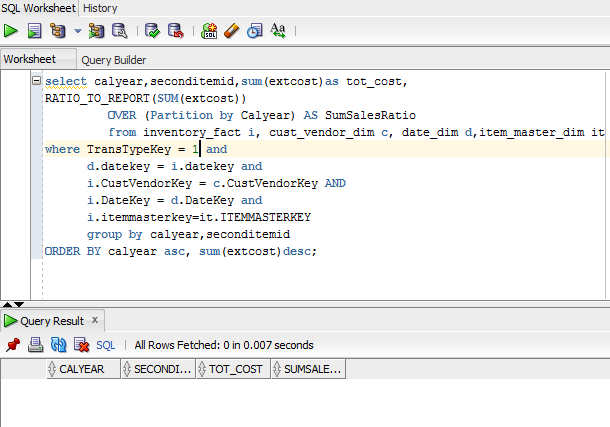 SQL Worksheet History
Worksheet Query Builder
select calyear,seconditemid,sum(extcost)as tot_cost,
RATIO_TO_REPORT(SUM(extcost))
OVER (Partition by Calyear) AS SumSalesRatio
from inventory_fact i, cust_vendor_dim c, date_dim d,item_master_dim it
where TransTypeKey = 1 and
d.datekey = i.datekey and
i.CustVendorKey = c.CustVendorKey AND
i.DateKey = d.DateKey and
i.itemmasterkey=it.ITEMMASTERKEY
group by calyear,seconditemid
ORDER BY calyear asc, sum(extcost)desc;
Query Result x
SQL | All Rows Fetched: 0 in 0.007 seconds
CALYEAR SECONDI... TOT_COST SUMSALE...